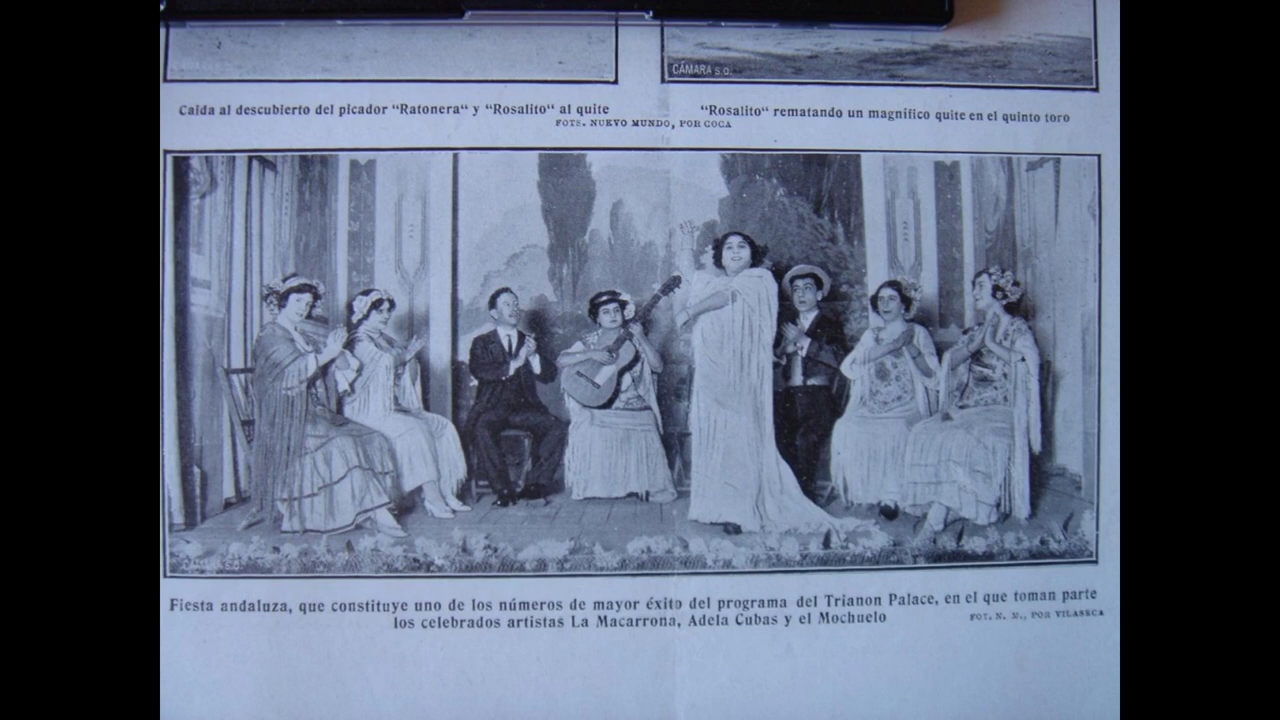 CÁMARA S.O.
Caida al descubierto del picador "Ratonera" y "Rosalito" al quite
"Rosalito" rematando un magnífico quite en el quinto toro
FOTS. NUEVO MUNDO, POR COCA
Fiesta andaluza, que constituye uno de los números de mayor éxito del programa del Trianon Palace, en el que toman parte
los celebrados artistas La Macarrona, Adela Cubas y el Mochuelo
FOT. N. M., POR VILASECA